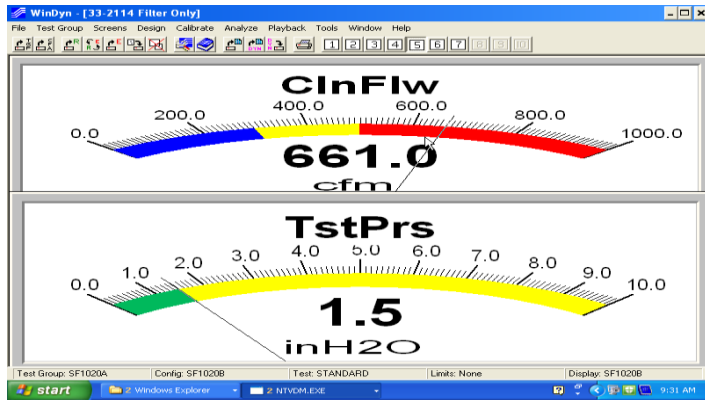 WinDyn - [33-2114 Filter Only]
File Test Group Screens Design Calibrate Analyze Playback Tools Window Help
1 2 3 4 5 6 7 8 9 10
ClnFlw
0.0 200.0 400.0 600.0 800.0 1000.0
661.0
cfm
TstPrs
0.0 1.0 2.0 3.0 4.0 5.0 6.0 7.0 8.0 9.0 10.0
1.5
inH2O
Test Group: SF1020A Config: SF1020B Test: STANDARD Limits: None Display: SF1020B
start 2 Windows Explorer 2 NTVDM.EXE 9:31 AM